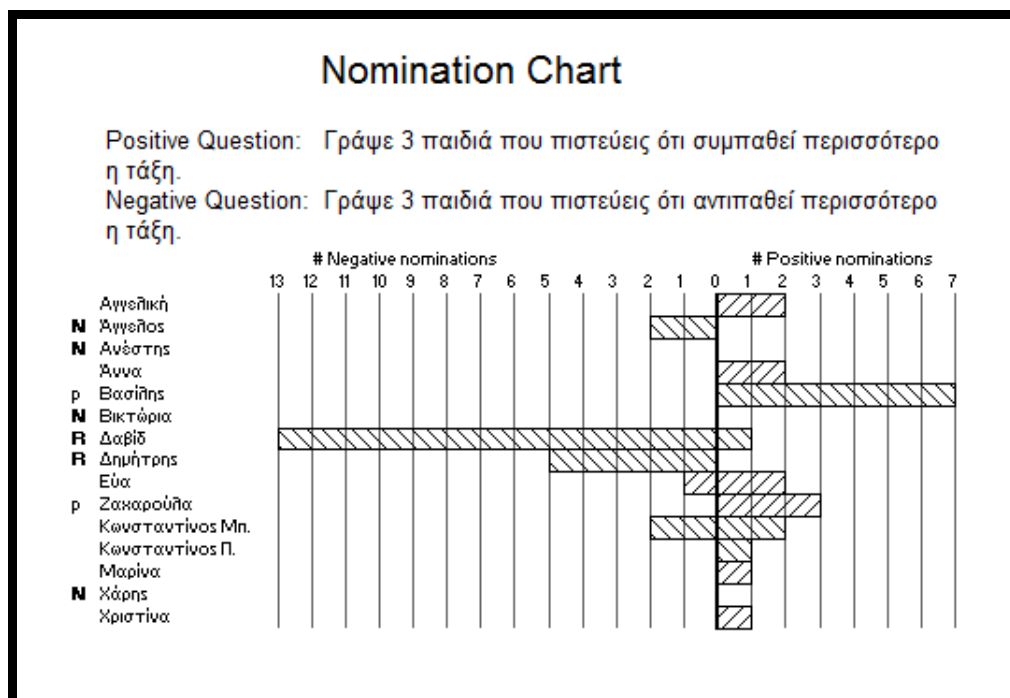 Nomination Chart
Positive Question: Γράψε 3 παιδιά που πιστεύεις ότι συμπαθεί περισσότερο
η τάξη.
Negative Question: Γράψε 3 παιδιά που πιστεύεις ότι αντιπαθεί περισσότερο
η τάξη.
# Negative nominations # Positive nominations
13 12 11 10 9 8 7 6 5 4 3 2 1 0 1 2 3 4 5 6 7
Αγγελική
N Άγγελος
N Ανέστης
Άννα
p Βασίλης
N Βικτώρια
R Δαβίδ
R Δημήτρης
Εύα
p Ζαχαρούλα
Κωνσταντίνος Μπ.
Κωνσταντίνος Π.
Μαρίνα
N Χάρης
Χριστίνα